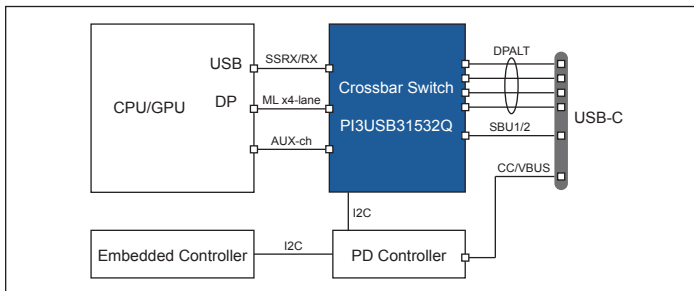 USB
SSRX/RX
DPALT
CPU/GPU
DP
ML x4-lane
Crossbar Switch
PI3USB31532Q
USB-C
AUX-ch
SBU1/2
CC/VBUS
I2C
Embedded Controller
I2C
PD Controller